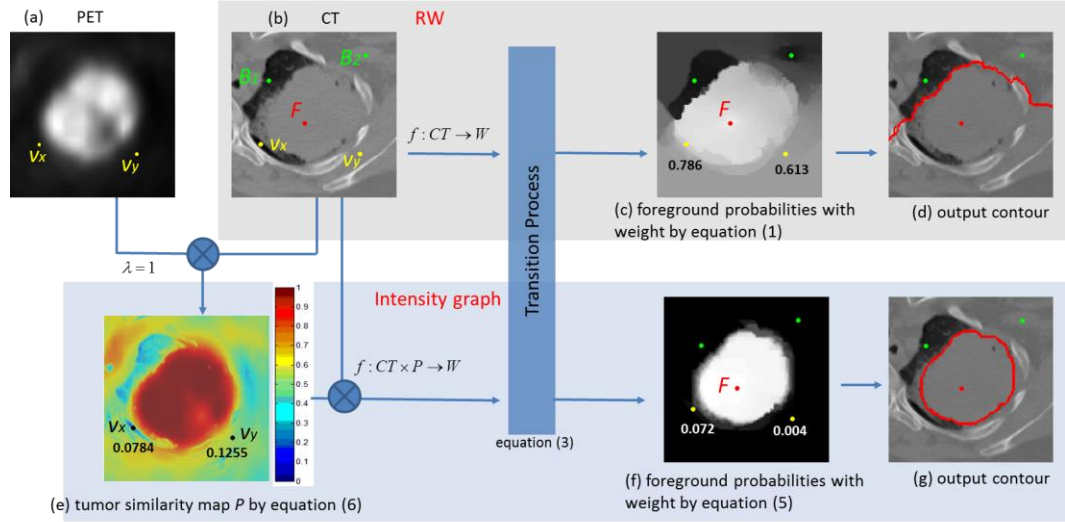 (a) PET
(b) CT
RW
B₁
B₂
F
vₓ
vᵧ
vₓ
vᵧ
f : CT → W
Transition Process
F
0.786
0.613
(c) foreground probabilities with
weight by equation (1)
(d) output contour
λ = 1
Intensity graph
1
0.9
0.8
0.7
0.6
0.5
0.4
0.3
0.2
0.1
0
vₓ
0.0784
vᵧ
0.1255
f : CT × P → W
equation (3)
F
0.072
0.004
(e) tumor similarity map P by equation (6)
(f) foreground probabilities with
weight by equation (5)
(g) output contour